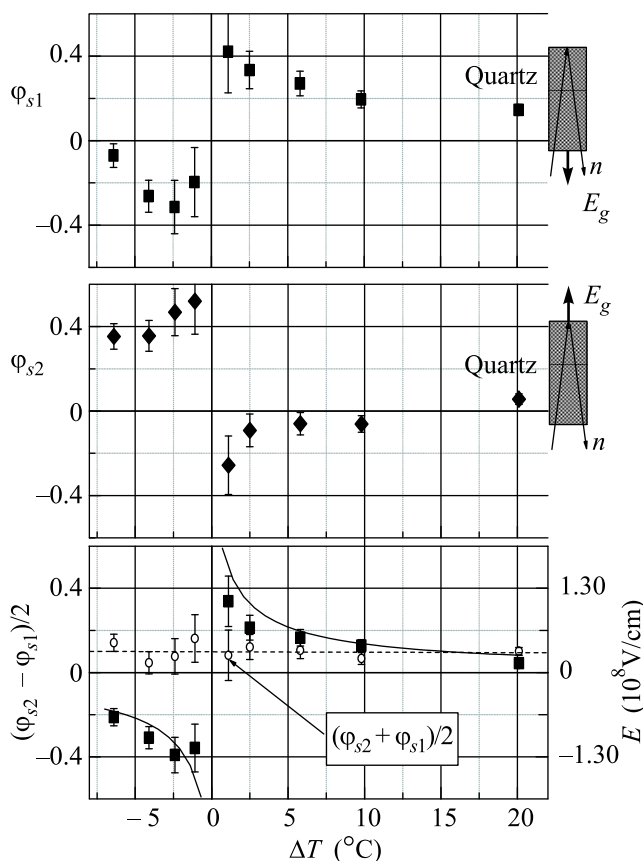 0.4
Quartz
φs1
0
n
Eg
−0.4
Eg
0.4
Quartz
φs2
0
n
−0.4
(φs2 − φs1)/2
0.4
1.30
0
0
(φs2 + φs1)/2
−0.4
−1.30
E (10⁸V/cm)
−5 0 5 10 15 20
ΔT (°C)